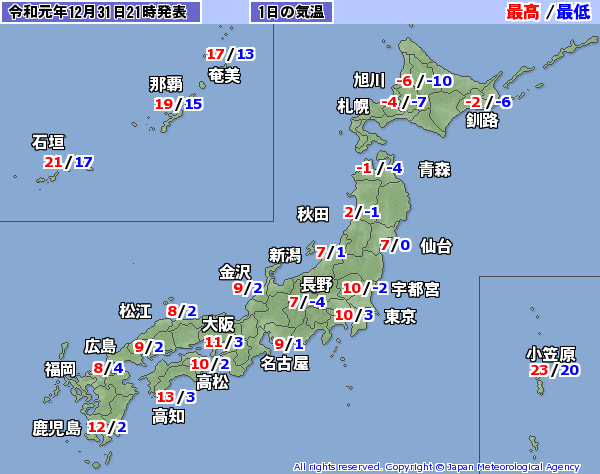 令和元年12月31日21時発表 1日の気温 最高/最低
17/13
奄美
那覇
19/15
石垣
21/17
旭川
-6/-10
札幌
-4/-7
-2/-6
釧路
-1/-4
青森
秋田
2/-1
7/0
仙台
新潟
7/1
金沢
9/2
長野
7/-4
10/-2
宇都宮
10/3
東京
松江
8/2
大阪
11/3
9/1
名古屋
広島
9/2
福岡
8/4
10/2
高松
13/3
高知
鹿児島
12/2
小笠原
23/20
All rights reserved. Copyright © Japan Meteorological Agency